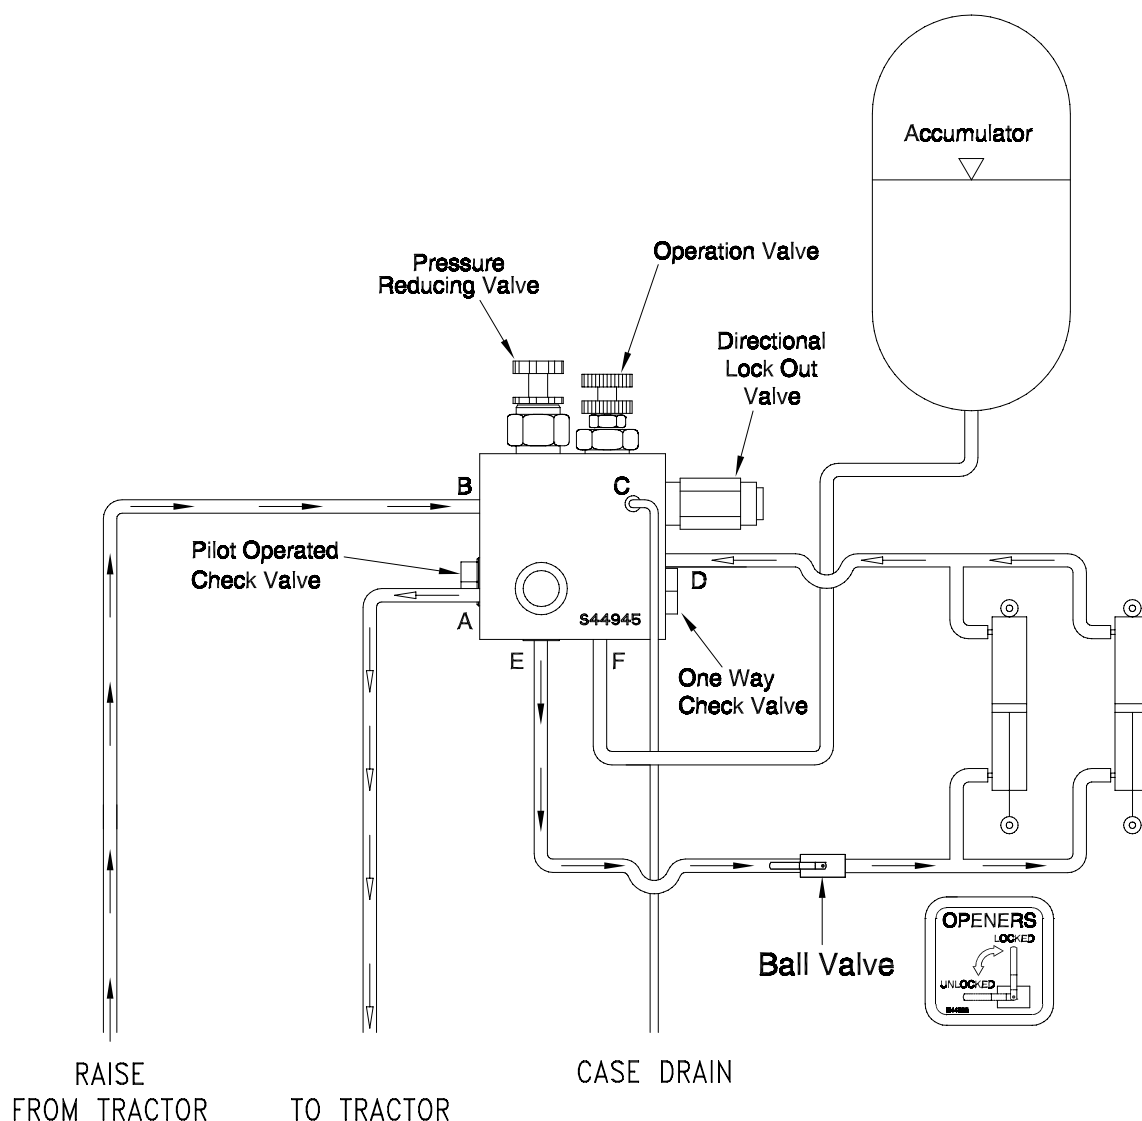 Accumulator
Operation Valve
Pressure
Reducing Valve
Directional
Lock Out
Valve
B
C
Pilot Operated
Check Valve
D
A
S44945
E
F
One Way
Check Valve
OPENERS
LOCKED
UNLOCKED
Ball Valve
RAISE
FROM TRACTOR
TO TRACTOR
CASE DRAIN